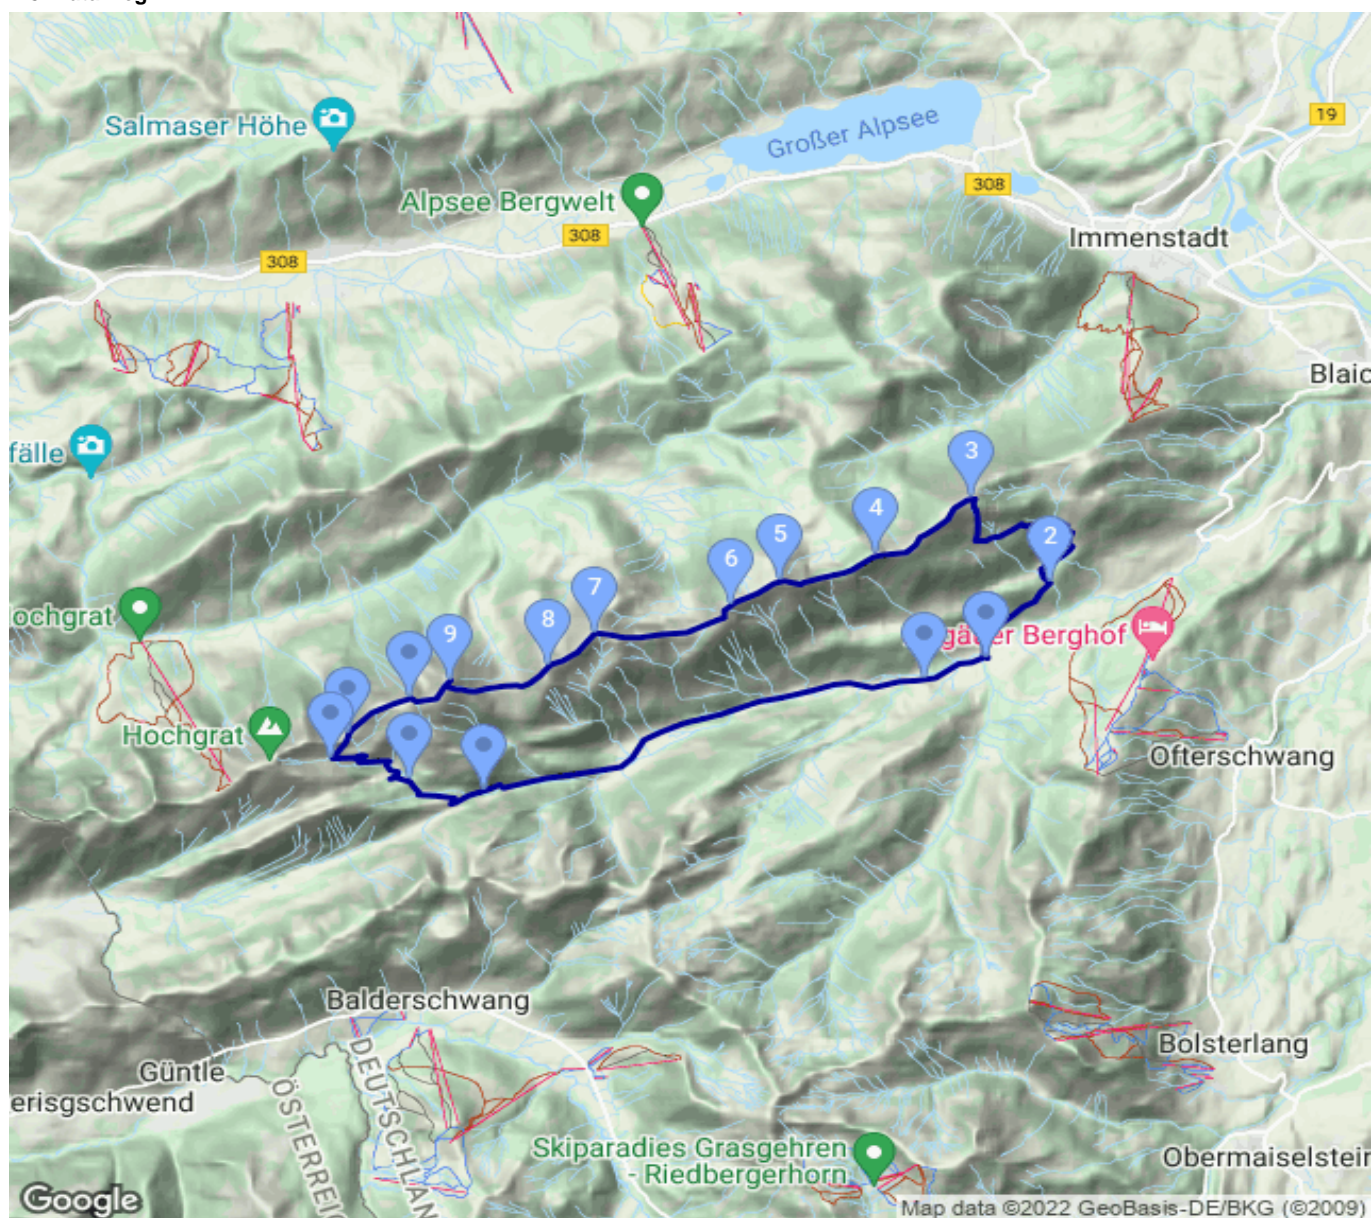 Salmaser Höhe
Großer Alpsee
19
Alpsee Bergwelt
308
308
308
Immenstadt
Blaic
fälle
3
4
2
5
6
7
8
9
ochgrat
gäuer Berghof
Hochgrat
Ofterschwang
Balderschwang
Güntle
erisgschwend
ÖSTERREIC
DEUTSCHLAN
Bolsterlang
Skiparadies Grasgehren
- Riedbergerhorn
Obermaiselstein
Google
Map data ©2022 GeoBasis-DE/BKG (©2009)